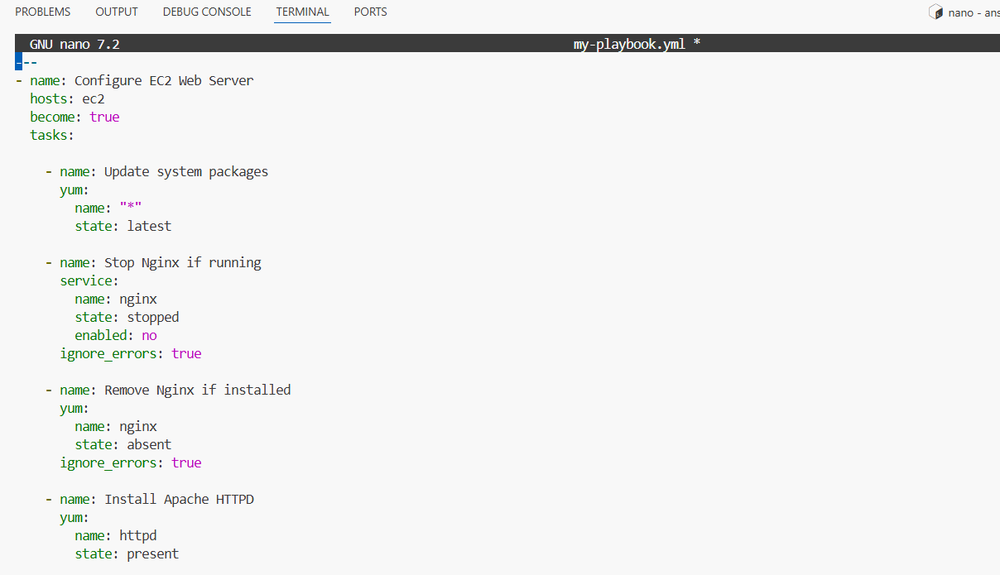 PROBLEMS OUTPUT DEBUG CONSOLE TERMINAL PORTS nano - ans
GNU nano 7.2 my-playbook.yml *
---
- name: Configure EC2 Web Server
  hosts: ec2
  become: true
  tasks:

    - name: Update system packages
      yum:
        name: "*"
        state: latest

    - name: Stop Nginx if running
      service:
        name: nginx
        state: stopped
        enabled: no
      ignore_errors: true

    - name: Remove Nginx if installed
      yum:
        name: nginx
        state: absent
      ignore_errors: true

    - name: Install Apache HTTPD
      yum:
        name: httpd
        state: present